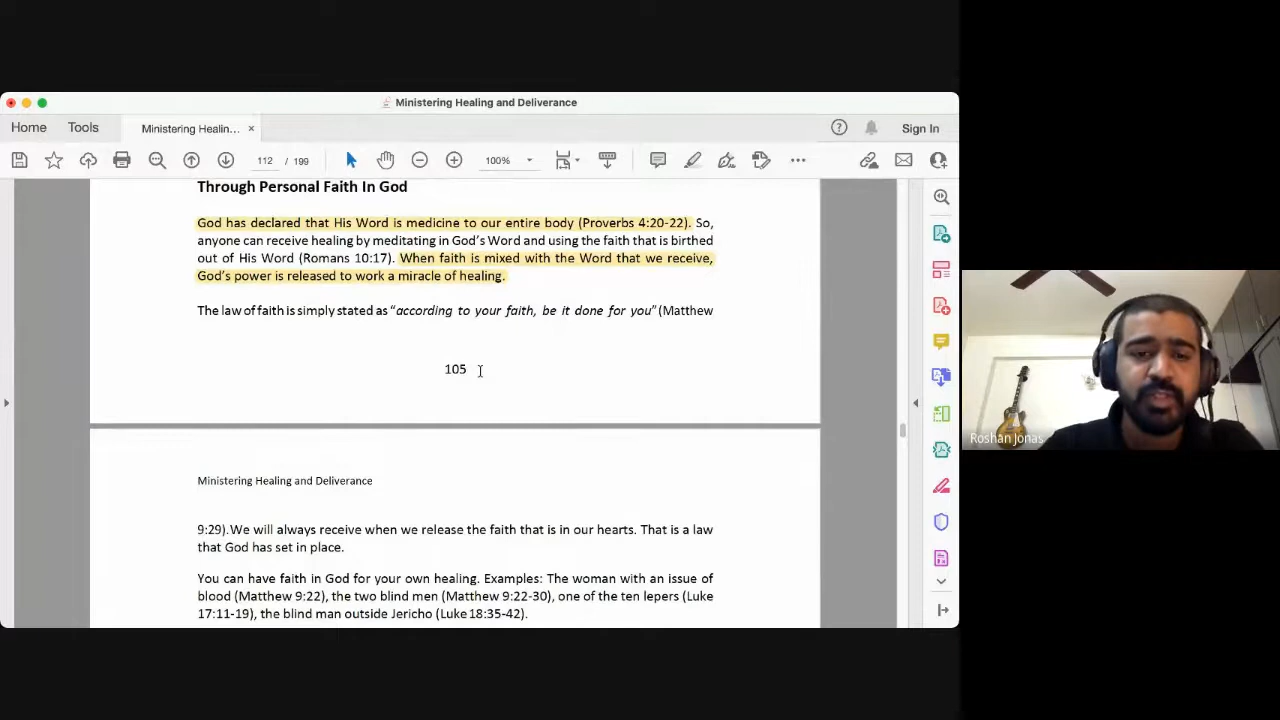 Ministering Healing and Deliverance
Home Tools Ministering Healin... × Sign In
112 / 199 100%
Through Personal Faith In God
God has declared that His Word is medicine to our entire body (Proverbs 4:20-22). So,
anyone can receive healing by meditating in God's Word and using the faith that is birthed
out of His Word (Romans 10:17). When faith is mixed with the Word that we receive,
God's power is released to work a miracle of healing.
The law of faith is simply stated as "according to your faith, be it done for you" (Matthew
105
Ministering Healing and Deliverance
9:29).We will always receive when we release the faith that is in our hearts. That is a law
that God has set in place.
You can have faith in God for your own healing. Examples: The woman with an issue of
blood (Matthew 9:22), the two blind men (Matthew 9:22-30), one of the ten lepers (Luke
17:11-19), the blind man outside Jericho (Luke 18:35-42).
Roshan Jonas